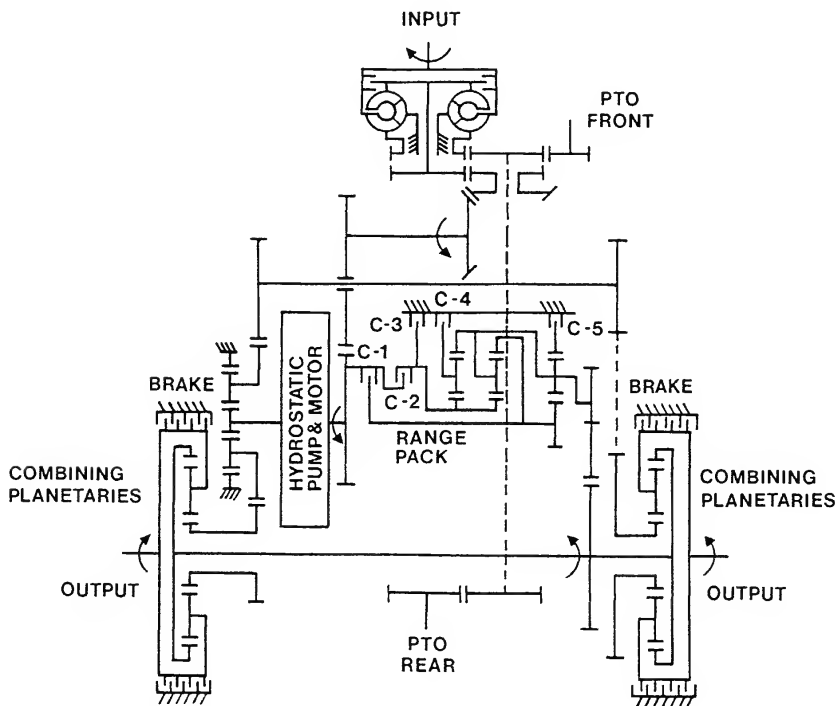 INPUT
PTO
FRONT
C-4
C-3
C-5
C-1
C-2
BRAKE
HYDROSTATIC
PUMP & MOTOR
RANGE
PACK
BRAKE
COMBINING
PLANETARIES
COMBINING
PLANETARIES
OUTPUT
OUTPUT
PTO
REAR